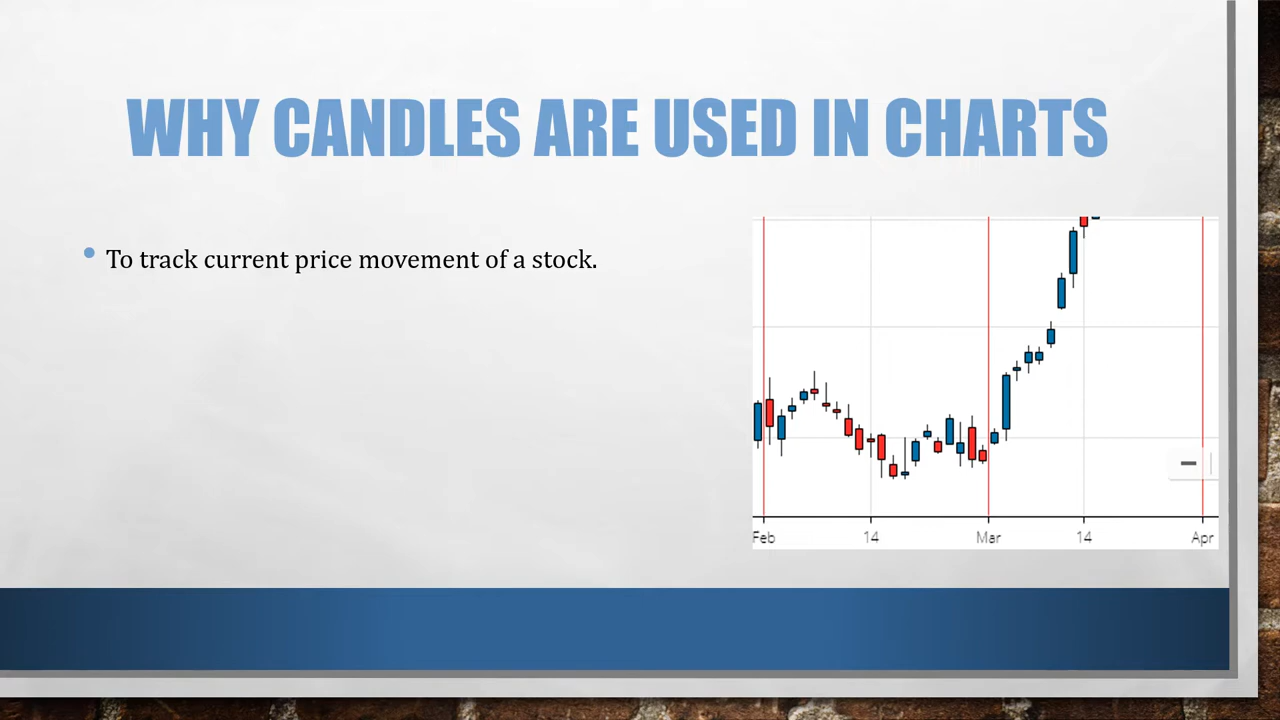 WHY CANDLES ARE USED IN CHARTS
• To track current price movement of a stock.
Feb 14 Mar 14 Apr